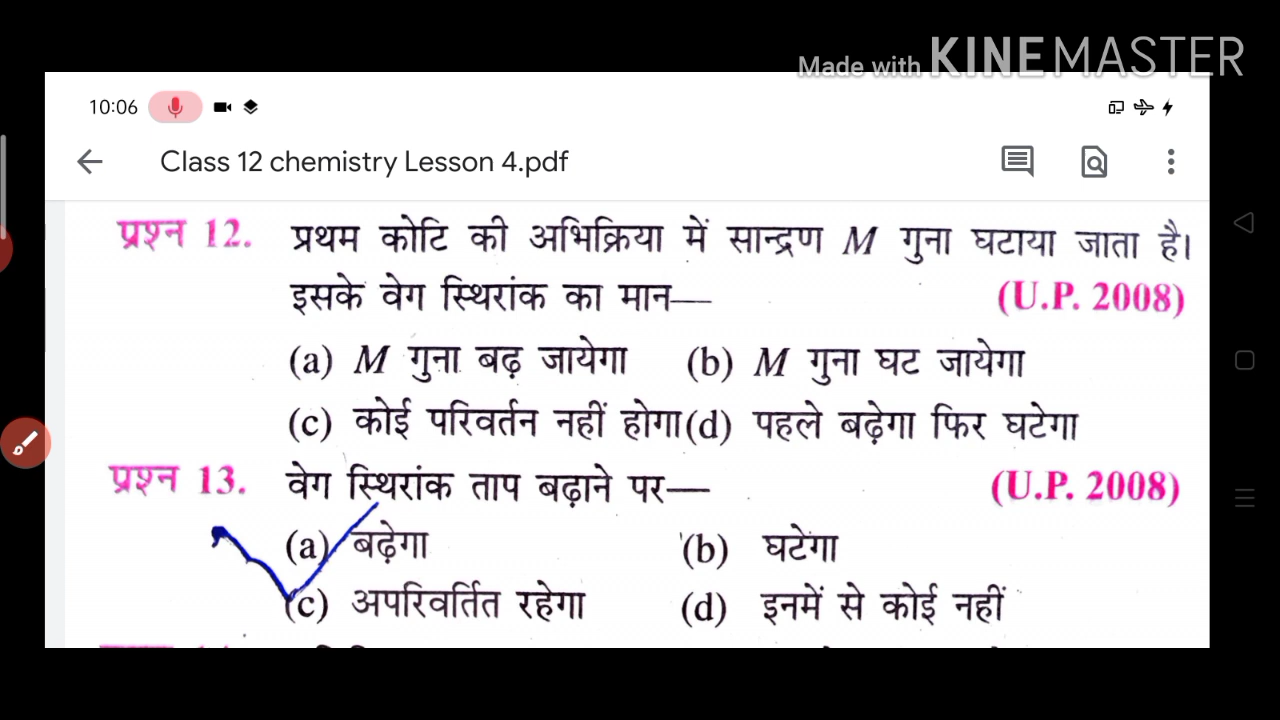 Made with KINEMASTER
10:06
Class 12 chemistry Lesson 4.pdf
प्रश्न 12. प्रथम कोटि की अभिक्रिया में सान्द्रण M गुना घटाया जाता है।
इसके वेग स्थिरांक का मान— (U.P. 2008)
(a) M गुना बढ़ जायेगा (b) M गुना घट जायेगा
(c) कोई परिवर्तन नहीं होगा (d) पहले बढ़ेगा फिर घटेगा
प्रश्न 13. वेग स्थिरांक ताप बढ़ाने पर— (U.P. 2008)
(a) बढ़ेगा (b) घटेगा
(c) अपरिवर्तित रहेगा (d) इनमें से कोई नहीं